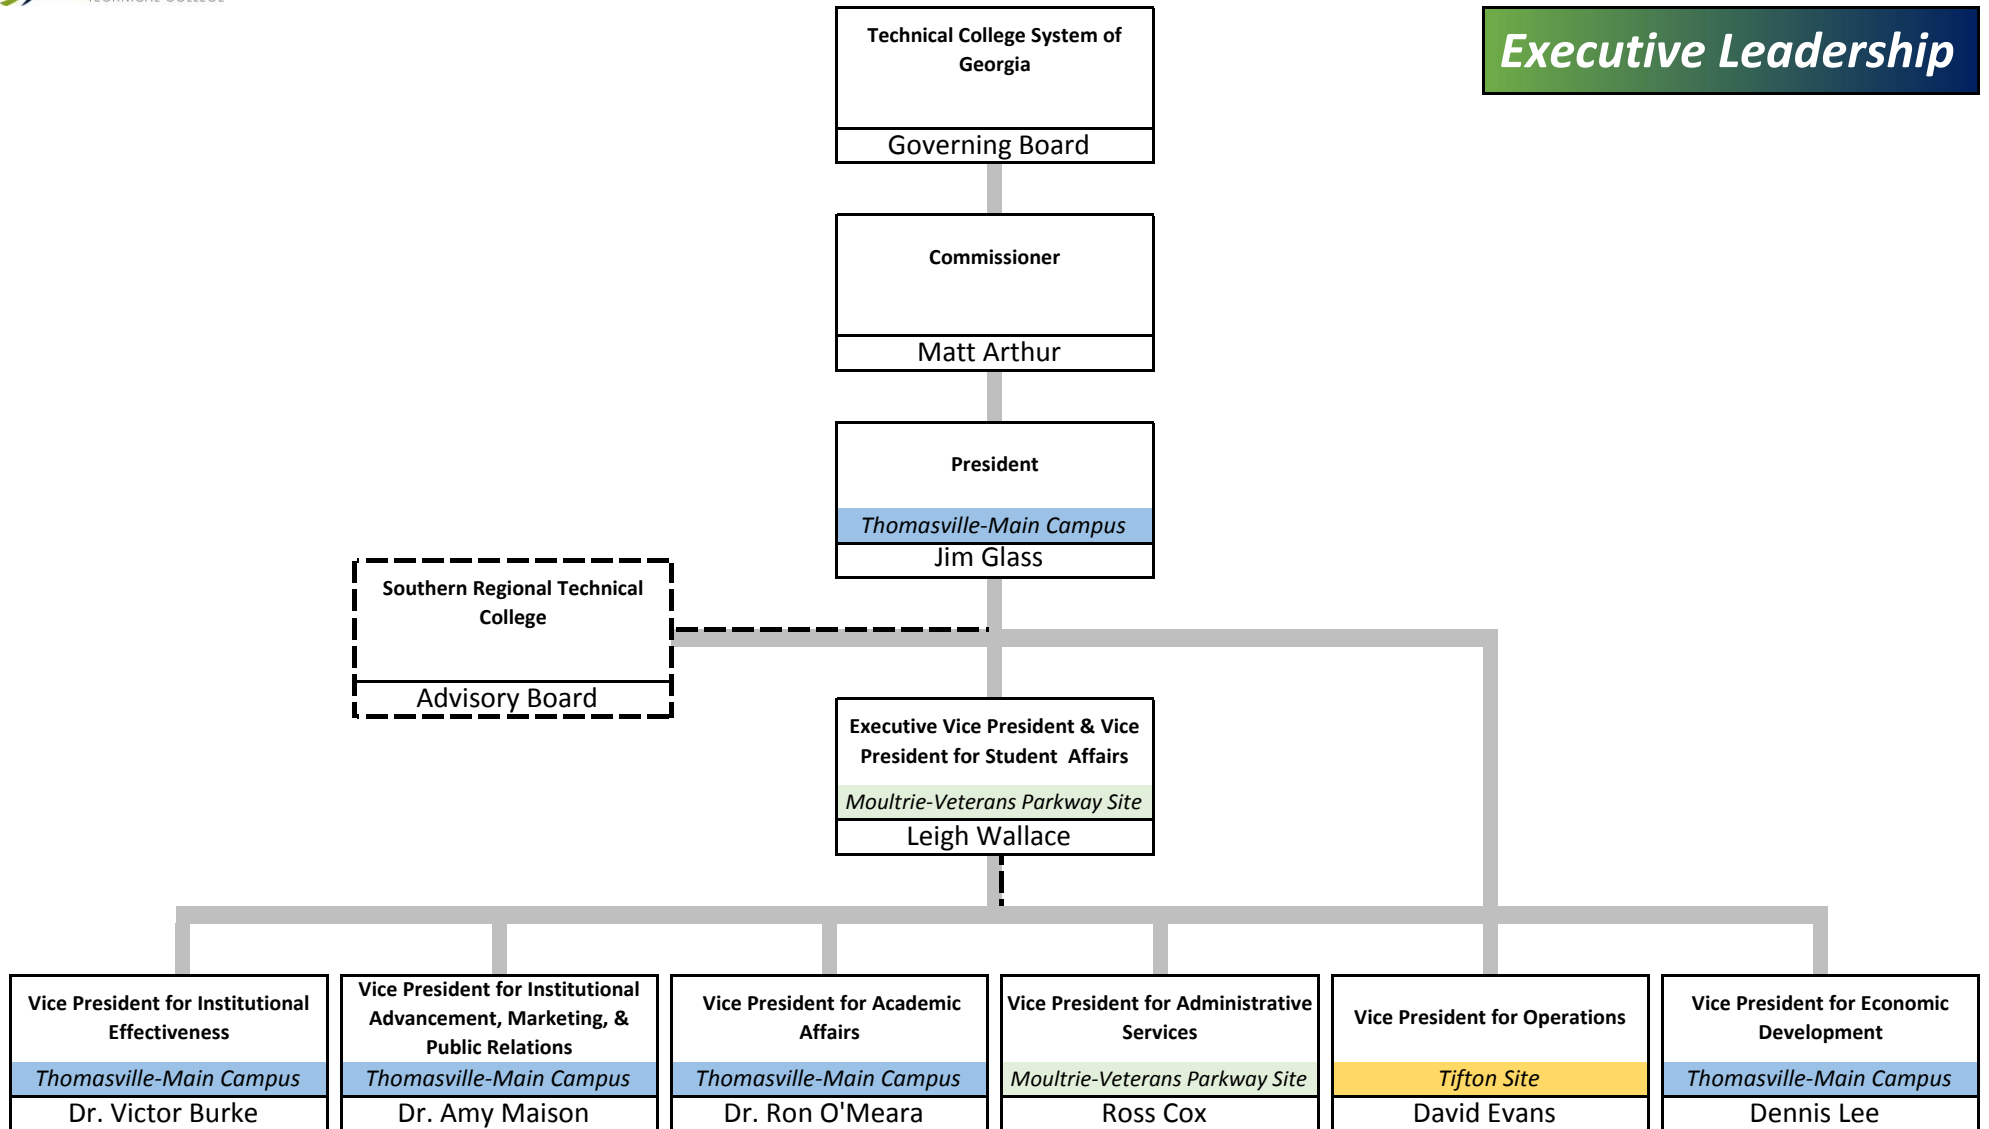 TECHNICAL COLLEGE
Technical College System of
Georgia
Governing Board
Executive Leadership
Commissioner
Matt Arthur
President
Thomasville-Main Campus
Jim Glass
Southern Regional Technical
College
Advisory Board
Executive Vice President & Vice
President for Student  Affairs
Moultrie-Veterans Parkway Site
Leigh Wallace
Vice President for Institutional
Effectiveness
Thomasville-Main Campus
Dr. Victor Burke
Vice President for Institutional
Advancement, Marketing, &
Public Relations
Thomasville-Main Campus
Dr. Amy Maison
Vice President for Academic
Affairs
Thomasville-Main Campus
Dr. Ron O'Meara
Vice President for Administrative
Services
Moultrie-Veterans Parkway Site
Ross Cox
Vice President for Operations
Tifton Site
David Evans
Vice President for Economic
Development
Thomasville-Main Campus
Dennis Lee